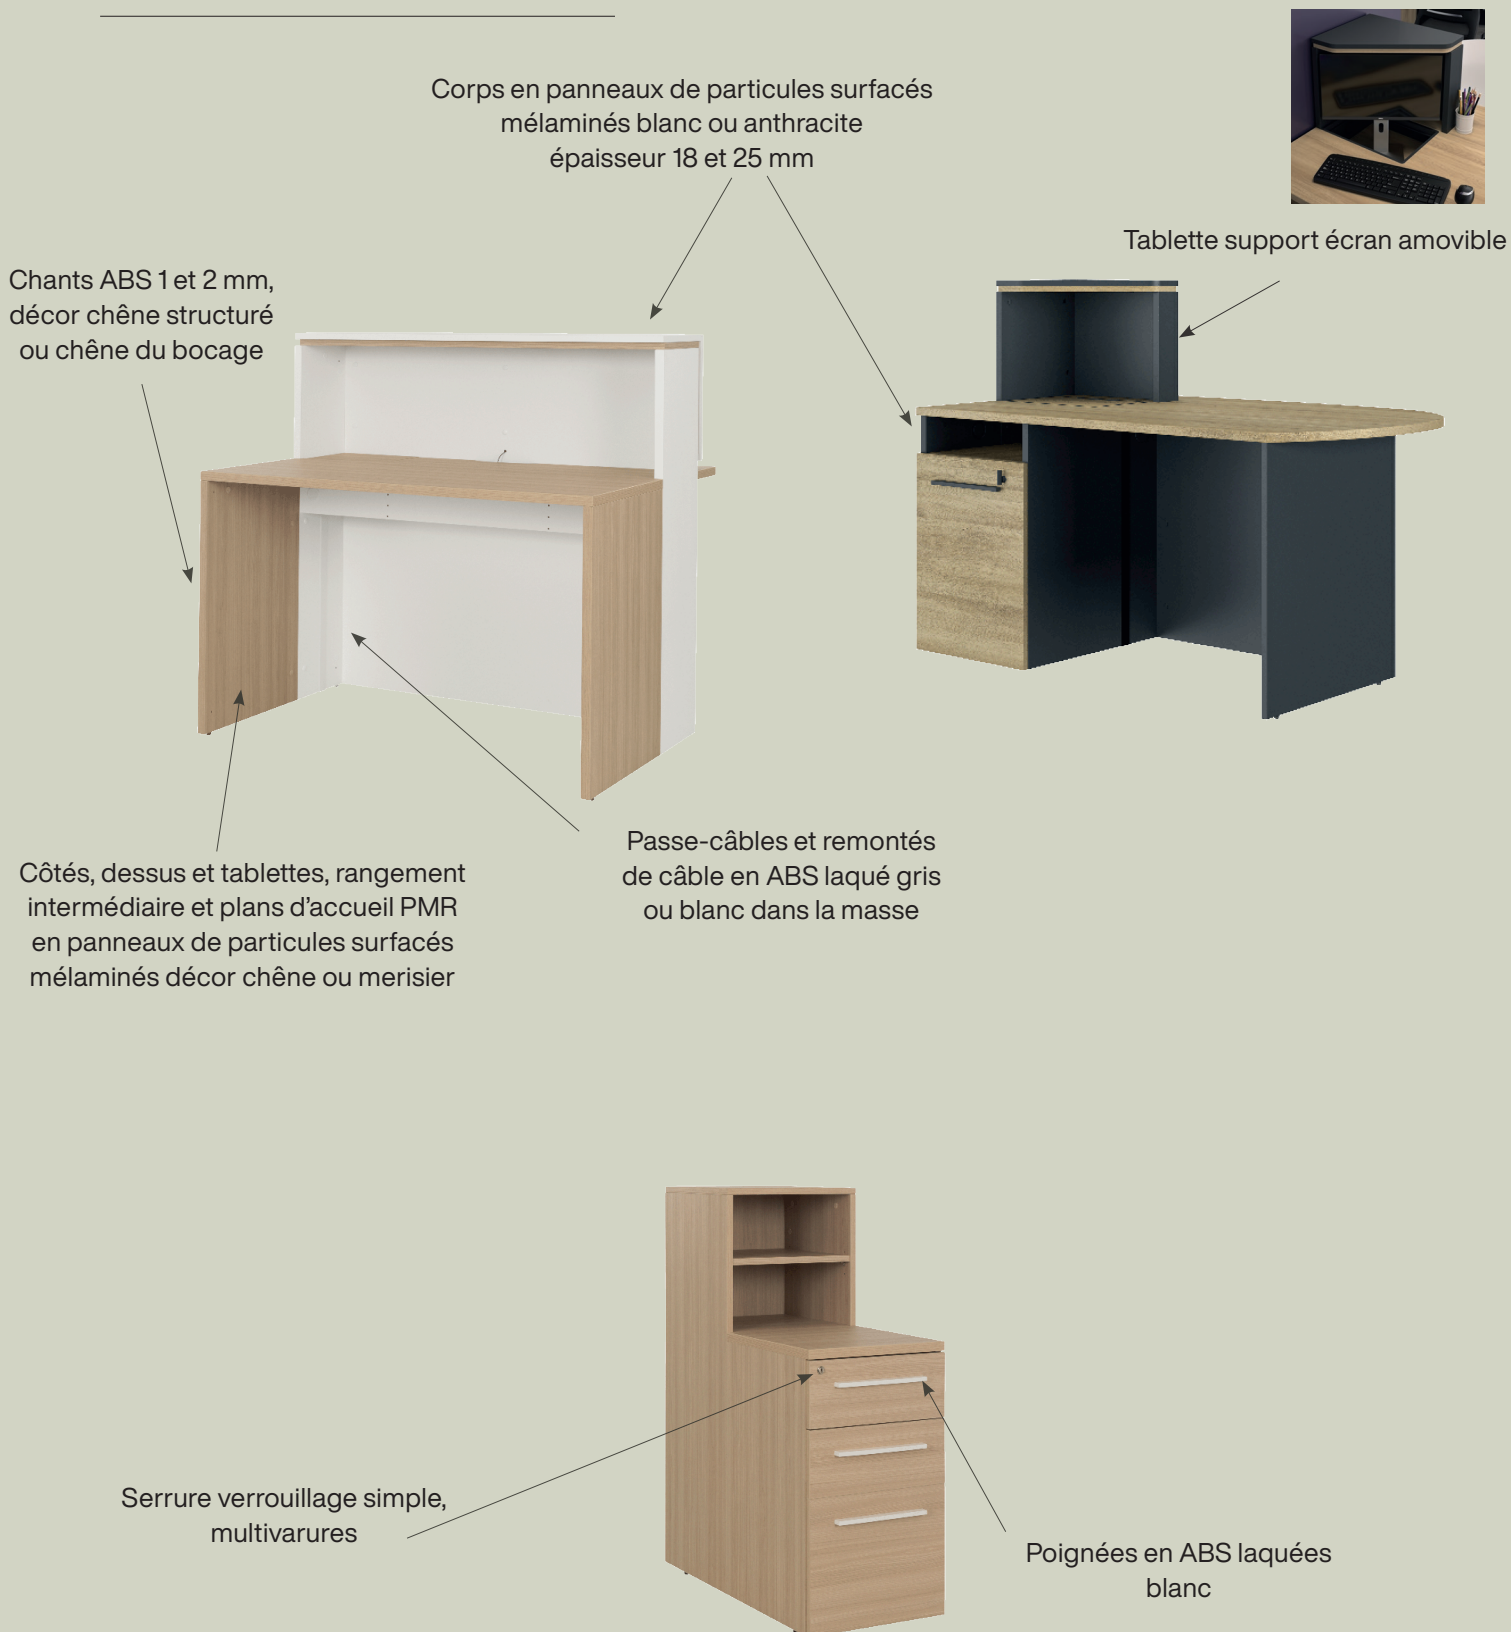 Corps en panneaux de particules surfacés
mélaminés blanc ou anthracite
épaisseur 18 et 25 mm
Tablette support écran amovible
Chants ABS 1 et 2 mm,
décor chêne structuré
ou chêne du bocage
Passe-câbles et remontés
de câble en ABS laqué gris
ou blanc dans la masse
Côtés, dessus et tablettes, rangement
intermédiaire et plans d’accueil PMR
en panneaux de particules surfacés
mélaminés décor chêne ou merisier
Serrure verrouillage simple,
multivarures
Poignées en ABS laquées
blanc